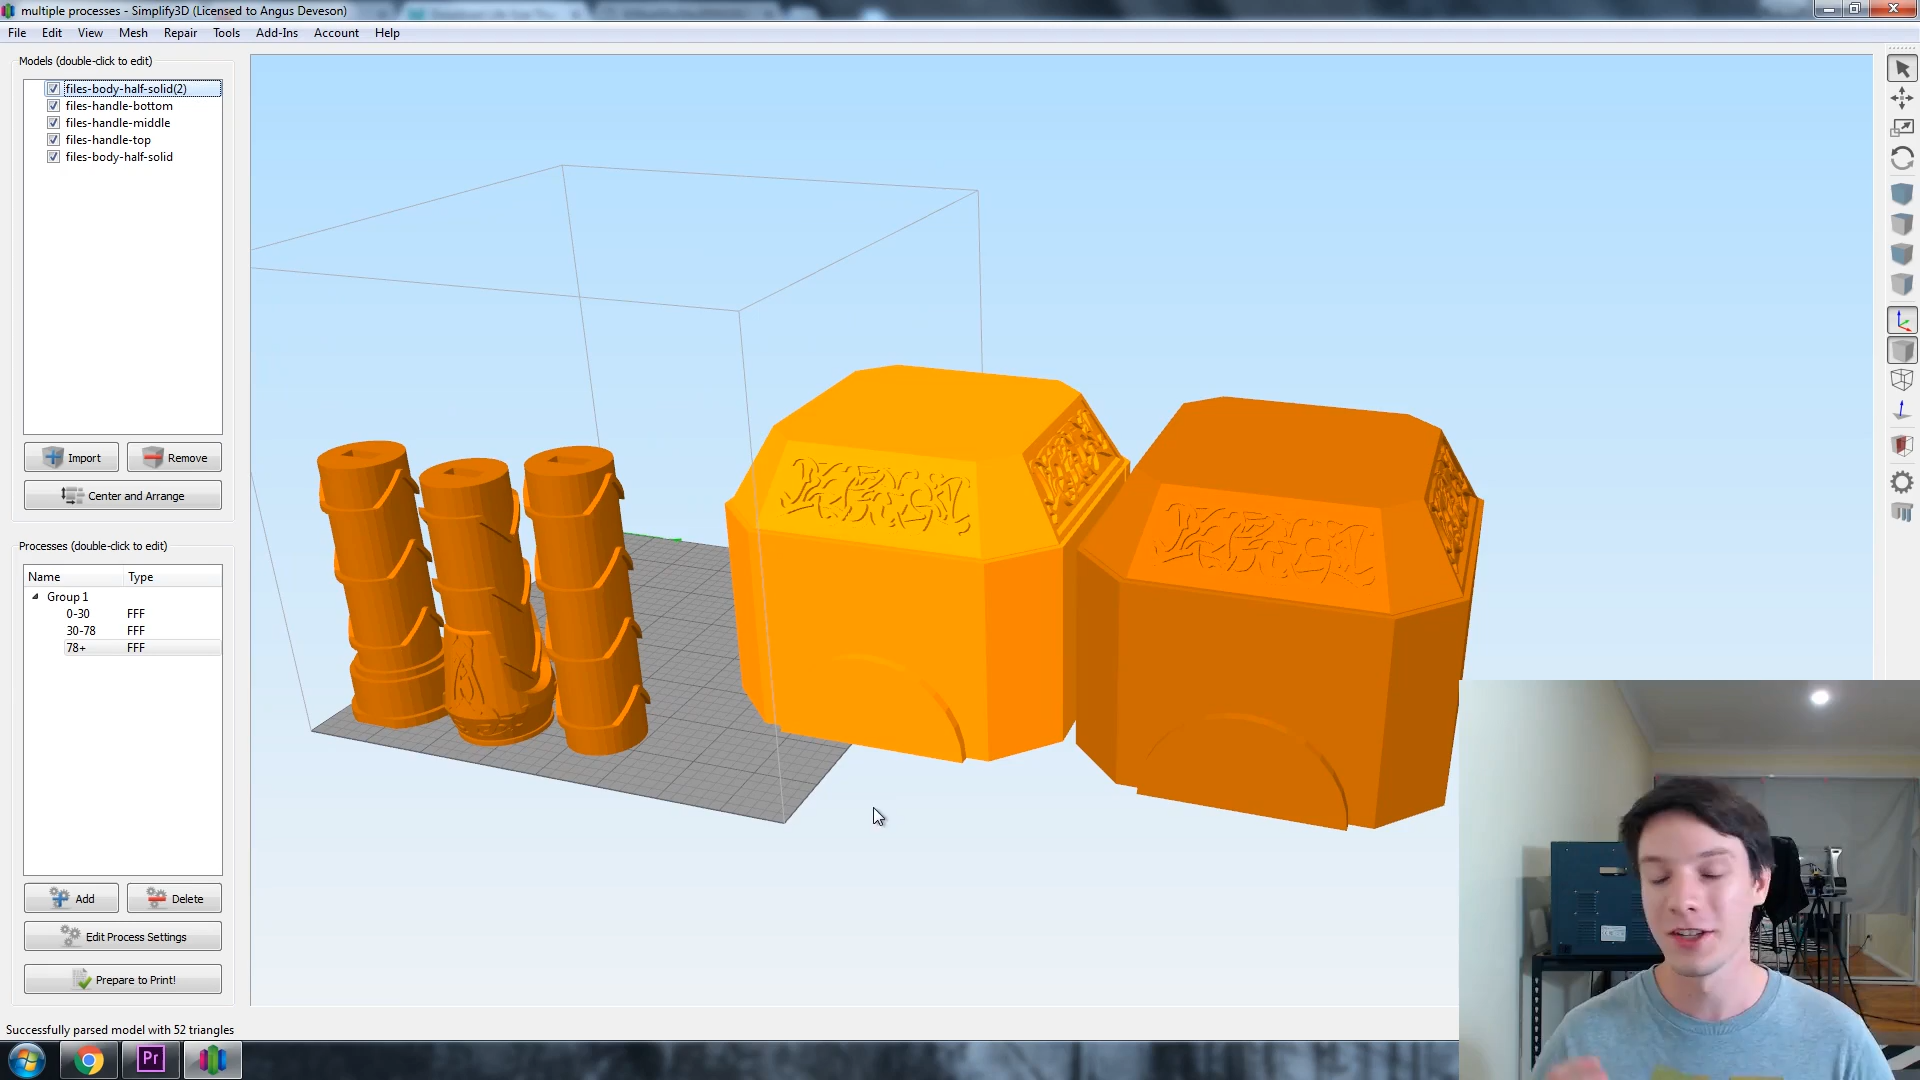 multiple processes - Simplify3D (Licensed to Angus Deveson)
File Edit View Mesh Repair Tools Add-Ins Account Help
Models (double-click to edit)
files-body-half-solid(2)
files-handle-bottom
files-handle-middle
files-handle-top
files-body-half-solid
Import Remove
Center and Arrange
Processes (double-click to edit)
Name Type
Group 1
0-30 FFF
30-78 FFF
78+ FFF
Add Delete
Edit Process Settings
Prepare to Print!
Successfully parsed model with 52 triangles
Pr